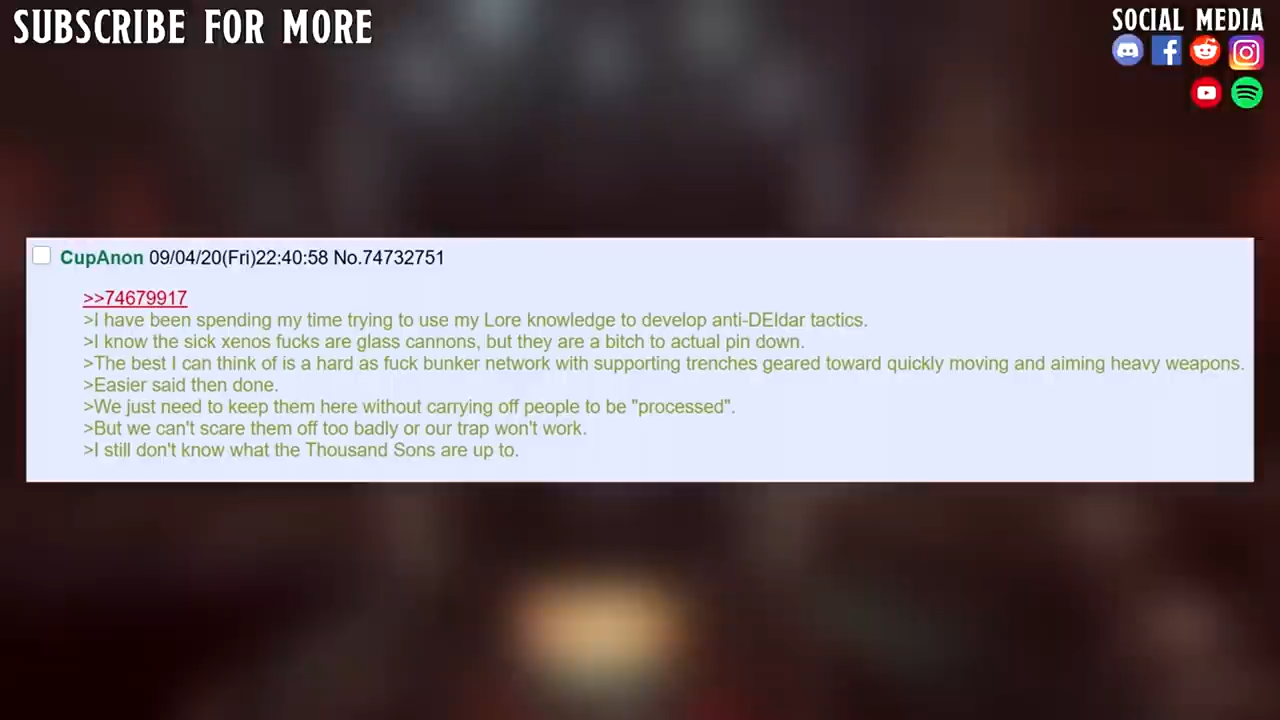 SUBSCRIBE FOR MORE
SOCIAL MEDIA
CupAnon 09/04/20(Fri)22:40:58 No.74732751
>>74679917
>I have been spending my time trying to use my Lore knowledge to develop anti-DEldar tactics.
>I know the sick xenos fucks are glass cannons, but they are a bitch to actual pin down.
>The best I can think of is a hard as fuck bunker network with supporting trenches geared toward quickly moving and aiming heavy weapons.
>Easier said then done.
>We just need to keep them here without carrying off people to be "processed".
>But we can't scare them off too badly or our trap won't work.
>I still don't know what the Thousand Sons are up to.